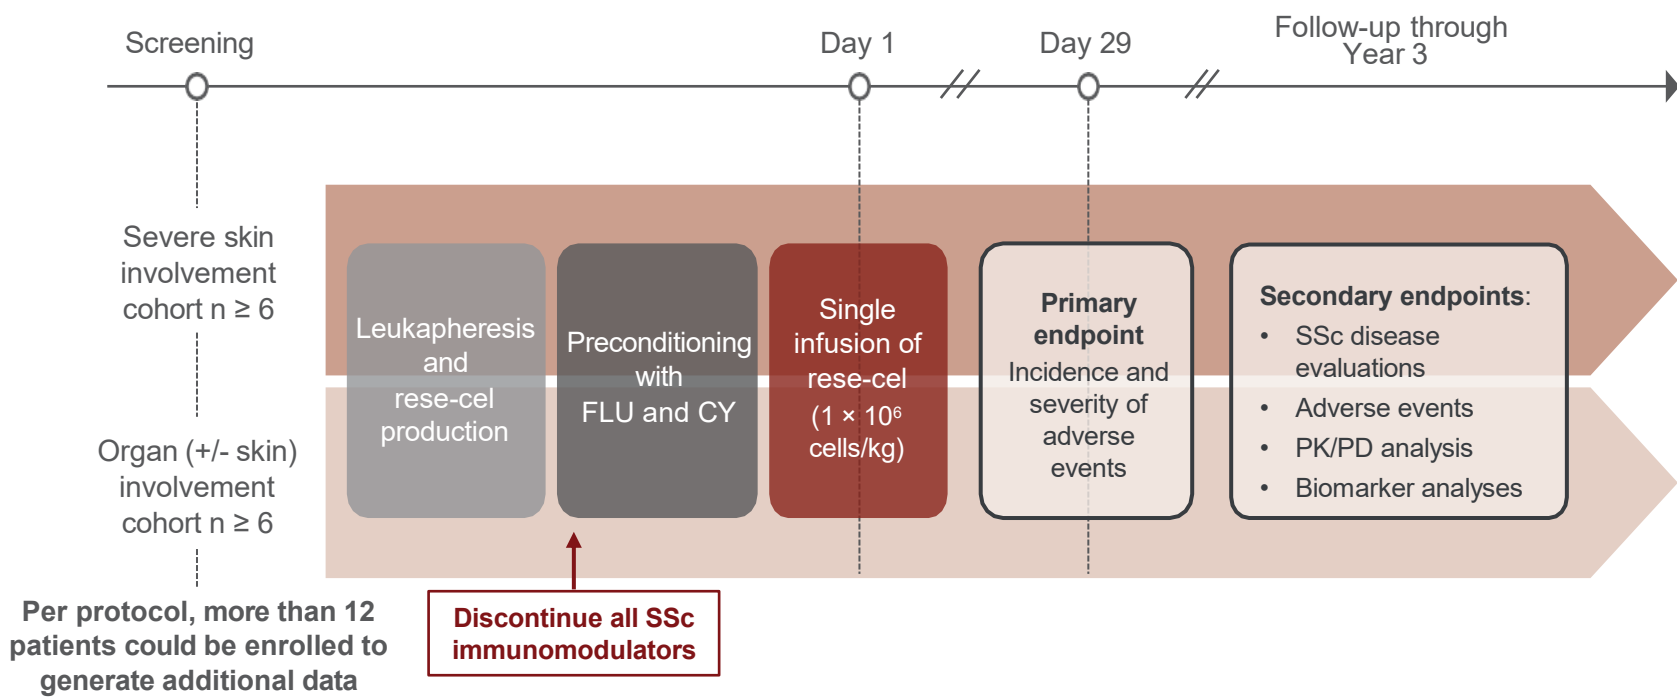 Screening
Day 1
Day 29
Follow-up through
Year 3
Severe skin
involvement
cohort n ≥ 6
Organ (+/- skin)
involvement
cohort n ≥ 6
Per protocol, more than 12
patients could be enrolled to
generate additional data
Leukapheresis
and
rese-cel
production
Preconditioning
with
FLU and CY
Discontinue all SSc
immunomodulators
Single
infusion of
rese-cel
(1 × 10⁶
cells/kg)
Primary
endpoint
Incidence and
severity of
adverse
events
Secondary endpoints:
• SSc disease
evaluations
• Adverse events
• PK/PD analysis
• Biomarker analyses